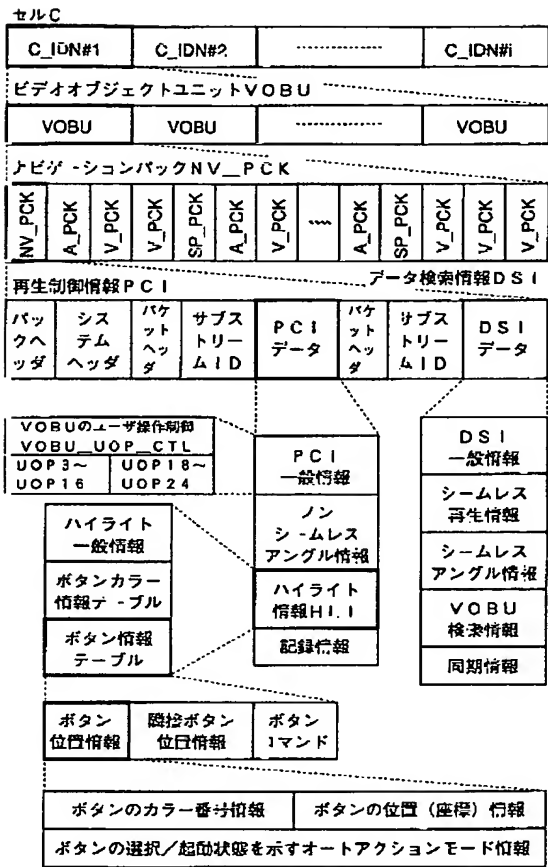 セルC
C_IDN#1 C_IDN#2 C_IDN#i
ビデオオブジェクトユニットVOBU
VOBU VOBU VOBU
ナビゲーションパックNV_PCK
NV_PCK A_PCK V_PCK V_PCK SP_PCK A_PCK V_PCK A_PCK SP_PCK V_PCK V_PCK V_PCK
再生制御情報PCI データ検索情報DSI
パックヘッダ
システムヘッダ
パケットヘッダ
サブストリームID
PCIデータ
パケットヘッダ
サブストリームID
DSIデータ
VOBUのユーザ操作制御
VOBU_UOP_CTL
UOP3~ UOP18~
UOP16 UOP24
PCI
一般情報
ノン
シームレス
アングル情報
ハイライト
情報HLI
記録情報
DSI
一般情報
シームレス
再生情報
シームレス
アングル情報
VOBU
検索情報
同期情報
ハイライト
一般情報
ボタンカラー
情報テーブル
ボタン情報
テーブル
ボタン
位置情報
隣接ボタン
位置情報
ボタン
コマンド
ボタンのカラー番号情報 ボタンの位置(座標)情報
ボタンの選択/起動状態を示すオートアクションモード情報